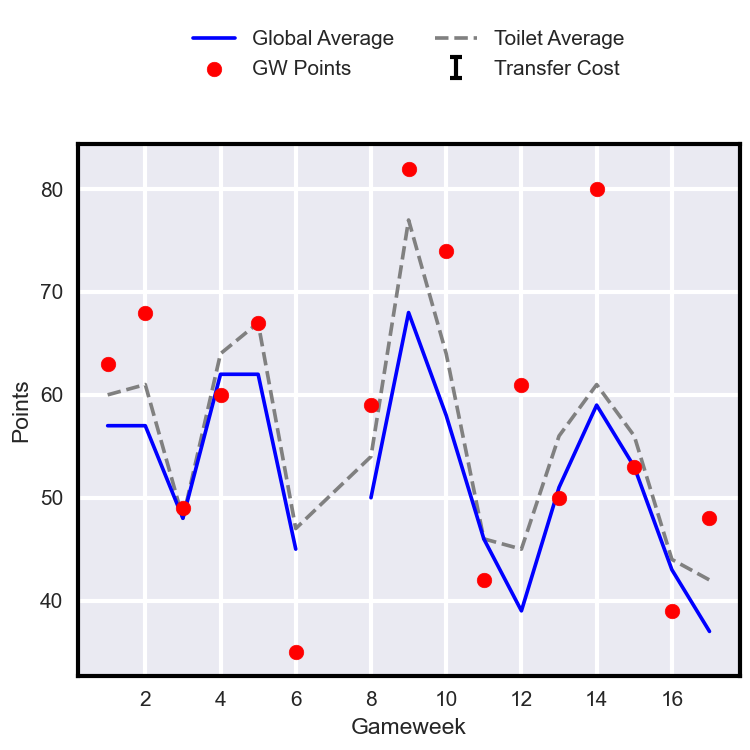 Global Average
Toilet Average
GW Points
Transfer Cost
80
70
60
50
40
Points
2 4 6 8 10 12 14 16
Gameweek